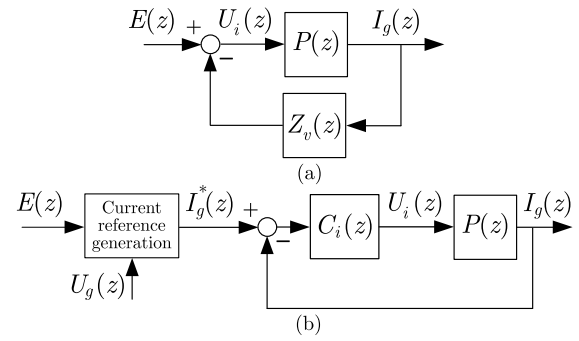 E(z) + U_i(z) P(z) I_g(z)
−
Z_v(z)
(a)
E(z) Current reference generation I_g^*(z) + C_i(z) U_i(z) P(z) I_g(z)
−
U_g(z)
(b)